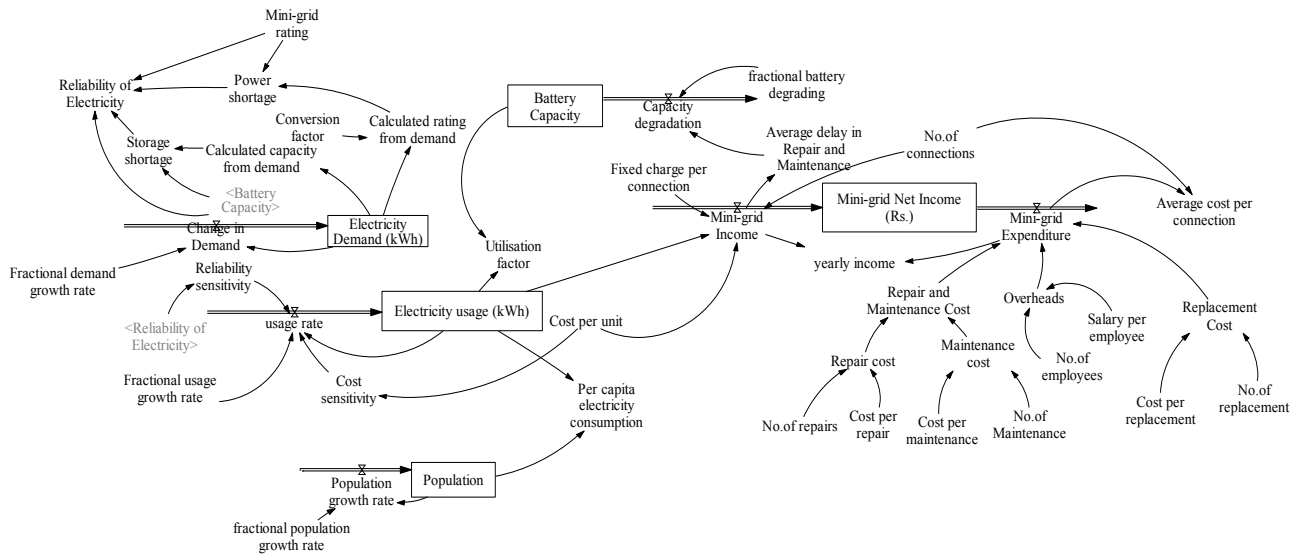 Mini-grid
rating
Reliability of
Electricity
Power
shortage
Conversion
factor
Calculated rating
from demand
Storage
shortage
Calculated capacity
from demand
<Battery
Capacity>
Change in
Demand
Electricity
Demand (kWh)
Fractional demand
growth rate
Reliability
sensitivity
<Reliability of
Electricity>
usage rate
Electricity usage (kWh)
Fractional usage
growth rate
Cost
sensitivity
Cost per unit
Utilisation
factor
Per capita
electricity
consumption
Population
growth rate
Population
fractional population
growth rate
Battery
Capacity
Capacity
degradation
fractional battery
degrading
Average delay in
Repair and
Maintenance
Fixed charge per
connection
No.of
connections
Mini-grid
Income
Mini-grid Net Income
(Rs.)
Mini-grid
Expenditure
Average cost per
connection
yearly income
Repair and
Maintenance Cost
Overheads
Salary per
employee
Replacement
Cost
Repair cost
Maintenance
cost
No.of
employees
No.of repairs
Cost per
repair
Cost per
maintenance
No.of
Maintenance
Cost per
replacement
No.of
replacement